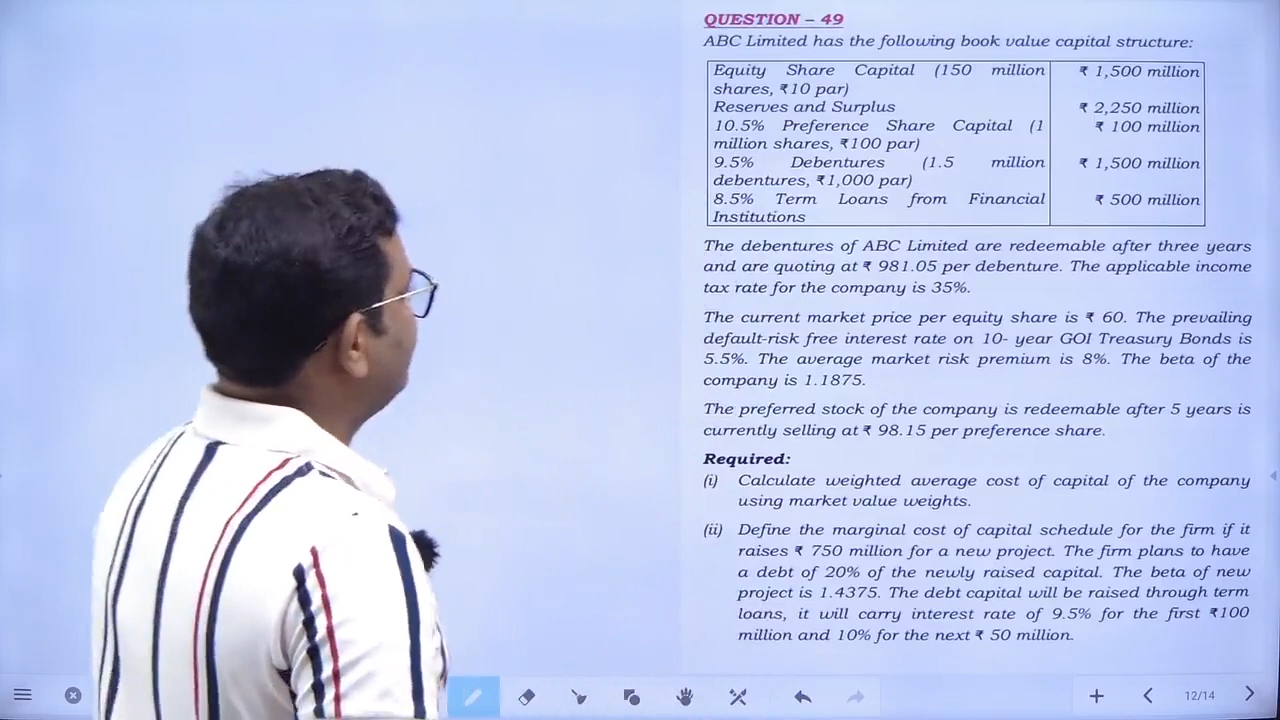 QUESTION – 49
ABC Limited has the following book value capital structure:
Equity Share Capital (150 million ₹ 1,500 million
shares, ₹10 par)
Reserves and Surplus ₹ 2,250 million
10.5% Preference Share Capital (1 ₹ 100 million
million shares, ₹100 par)
9.5% Debentures (1.5 million ₹ 1,500 million
debentures, ₹1,000 par)
8.5% Term Loans from Financial ₹ 500 million
Institutions
The debentures of ABC Limited are redeemable after three years
and are quoting at ₹ 981.05 per debenture. The applicable income
tax rate for the company is 35%.
The current market price per equity share is ₹ 60. The prevailing
default-risk free interest rate on 10- year GOI Treasury Bonds is
5.5%. The average market risk premium is 8%. The beta of the
company is 1.1875.
The preferred stock of the company is redeemable after 5 years is
currently selling at ₹ 98.15 per preference share.
Required:
(i) Calculate weighted average cost of capital of the company
using market value weights.
(ii) Define the marginal cost of capital schedule for the firm if it
raises ₹ 750 million for a new project. The firm plans to have
a debt of 20% of the newly raised capital. The beta of new
project is 1.4375. The debt capital will be raised through term
loans, it will carry interest rate of 9.5% for the first ₹100
million and 10% for the next ₹ 50 million.
12/14